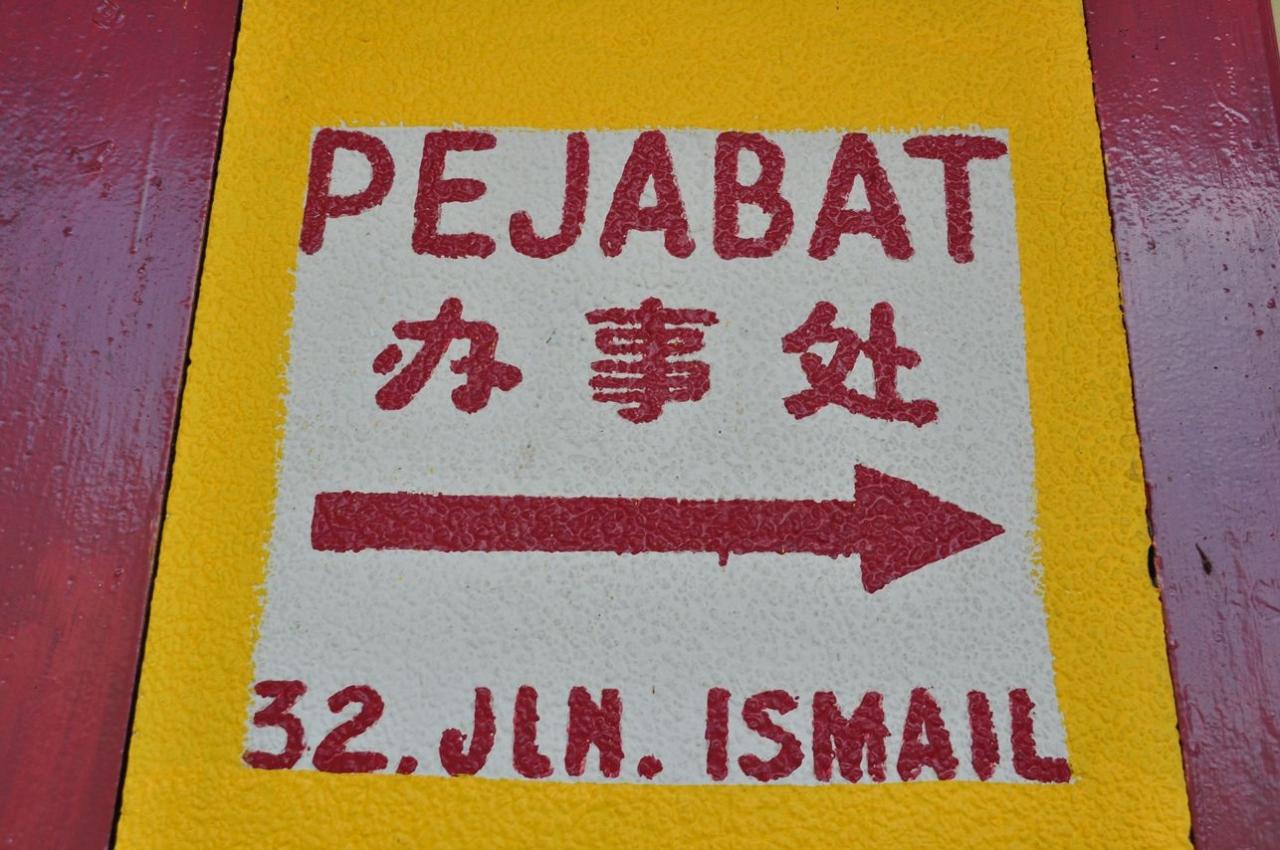 PEJABAT
办事处
32. JLN. ISMAIL